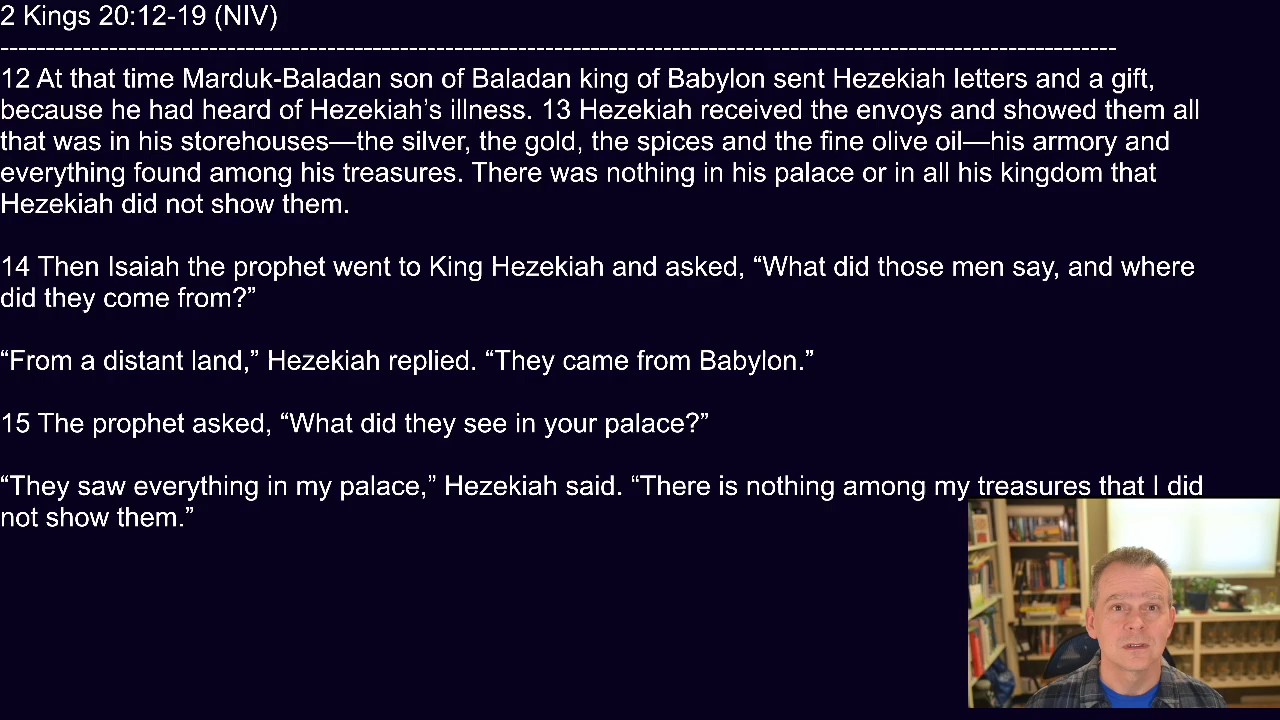 2 Kings 20:12-19 (NIV)
---------------------------------------------------------------------------------------------------------------------------
12 At that time Marduk-Baladan son of Baladan king of Babylon sent Hezekiah letters and a gift,
because he had heard of Hezekiah’s illness. 13 Hezekiah received the envoys and showed them all
that was in his storehouses—the silver, the gold, the spices and the fine olive oil—his armory and
everything found among his treasures. There was nothing in his palace or in all his kingdom that
Hezekiah did not show them.
14 Then Isaiah the prophet went to King Hezekiah and asked, “What did those men say, and where
did they come from?”
“From a distant land,” Hezekiah replied. “They came from Babylon.”
15 The prophet asked, “What did they see in your palace?”
“They saw everything in my palace,” Hezekiah said. “There is nothing among my treasures that I did
not show them.”